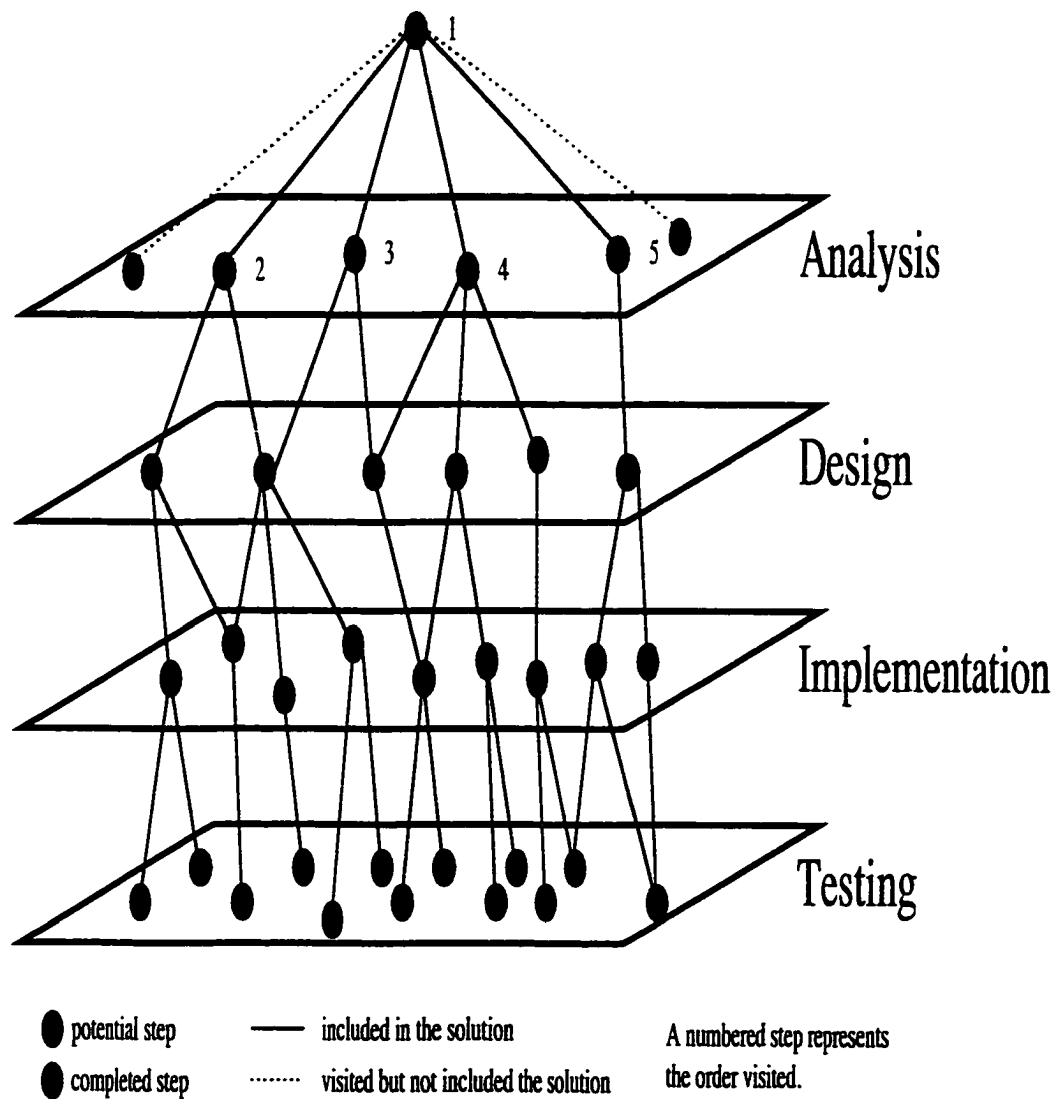 1
2
3
4
5
Analysis
Design
Implementation
Testing
potential step
included in the solution
A numbered step represents
the order visited.
completed step
visited but not included the solution